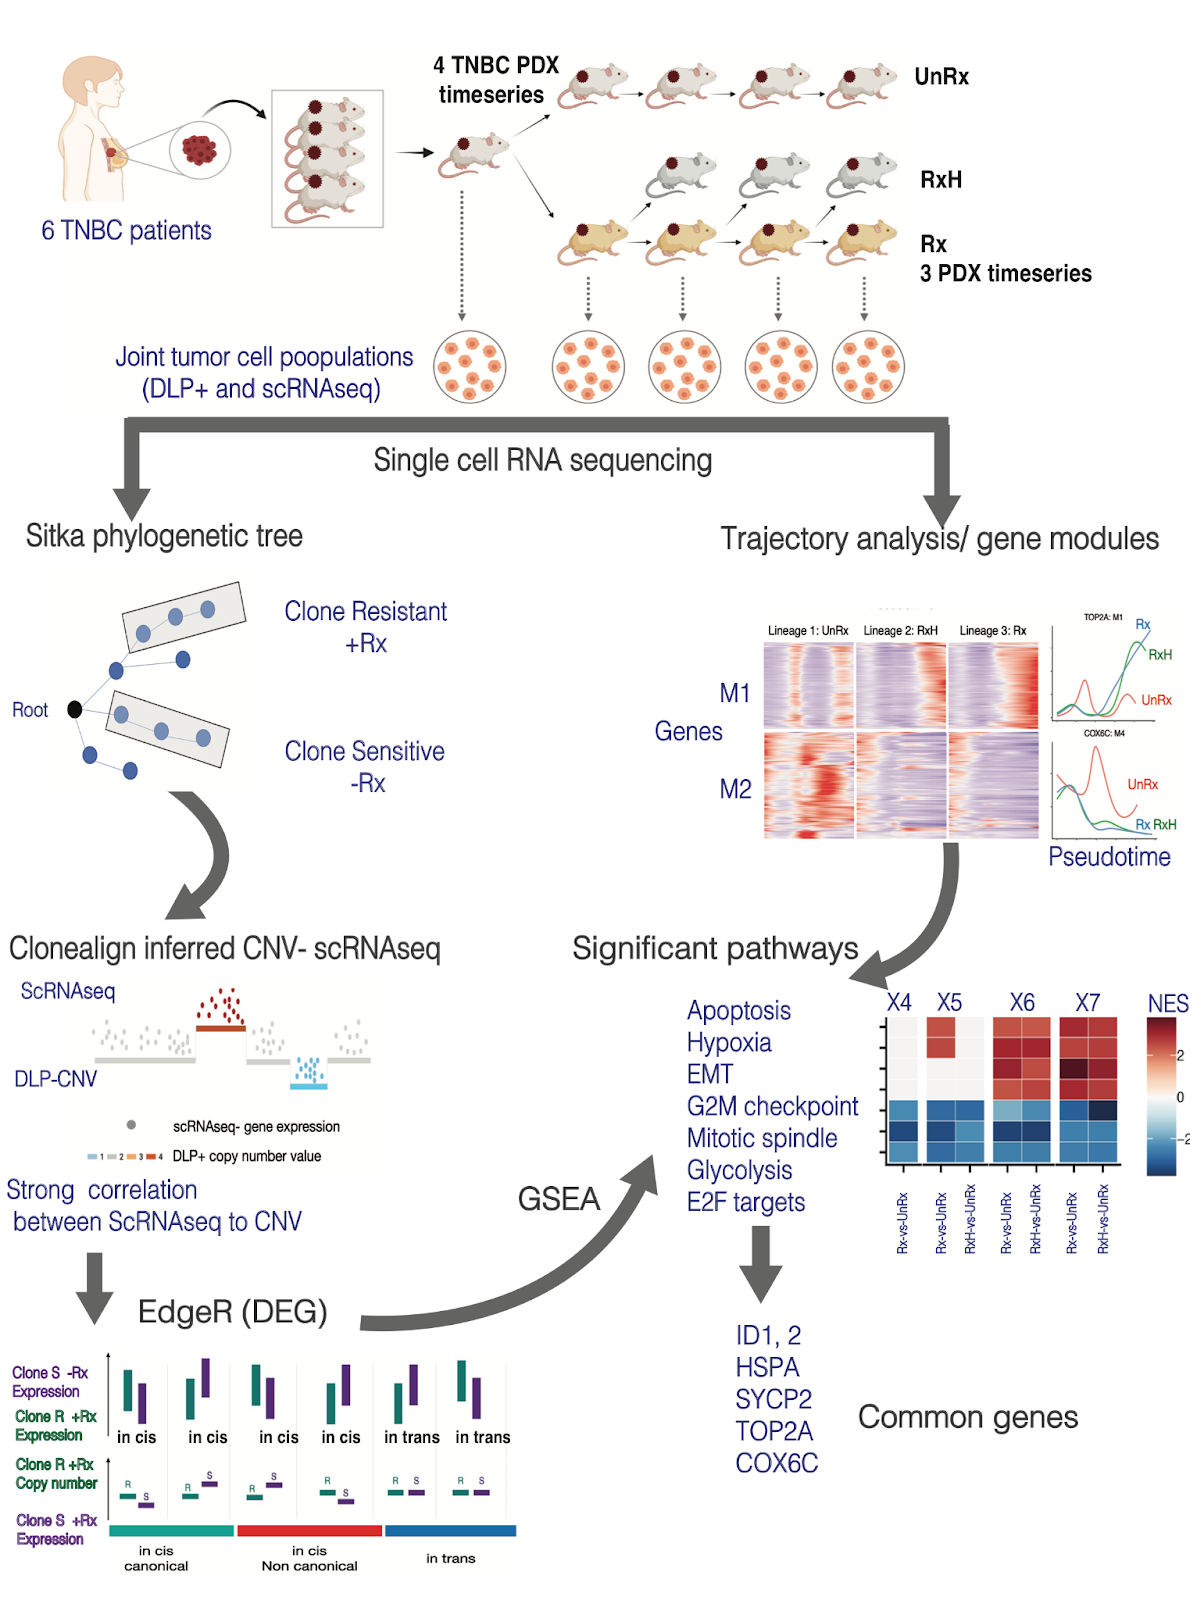 4 TNBC PDX
timeseries
UnRx
RxH
Rx
3 PDX timeseries
6 TNBC patients
Joint tumor cell poopulations
(DLP+ and scRNAseq)
Single cell RNA sequencing
Sitka phylogenetic tree
Clone Resistant
+Rx
Root
Clone Sensitive
-Rx
Trajectory analysis/ gene modules
Lineage 1: UnRx
Lineage 2: RxH
Lineage 3: Rx
M1
Genes
M2
TOP2A: M1
Rx
RxH
UnRx
COX6C: M4
UnRx
Rx RxH
Pseudotime
Clonealign inferred CNV- scRNAseq
ScRNAseq
DLP-CNV
scRNAseq- gene expression
1 2 3 4 DLP+ copy number value
Strong correlation
between ScRNAseq to CNV
Significant pathways
Apoptosis
Hypoxia
EMT
G2M checkpoint
Mitotic spindle
Glycolysis
E2F targets
X4 X5 X6 X7 NES
2
0
-2
Rx-vs-UnRx
Rx-vs-UnRx
RxH-vs-UnRx
Rx-vs-UnRx
RxH-vs-UnRx
Rx-vs-UnRx
RxH-vs-UnRx
GSEA
EdgeR (DEG)
Clone S -Rx
Expression
Clone R +Rx
Expression
in cis in cis in cis in cis in trans in trans
Clone R +Rx
Copy number
R S R S R S R S R S R S
Clone S +Rx
Expression
in cis
canonical
in cis
Non canonical
in trans
ID1, 2
HSPA
SYCP2
TOP2A
COX6C
Common genes